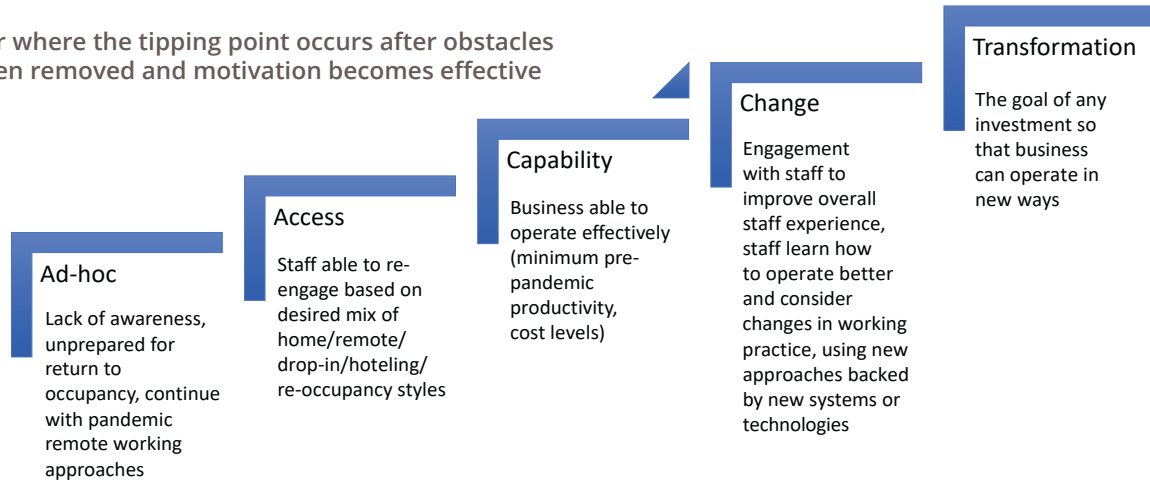 r where the tipping point occurs after obstacles
en removed and motivation becomes effective
Ad-hoc
Lack of awareness,
unprepared for
return to
occupancy, continue
with pandemic
remote working
approaches
Access
Staff able to re-
engage based on
desired mix of
home/remote/
drop-in/hoteling/
re-occupancy styles
Capability
Business able to
operate effectively
(minimum pre-
pandemic
productivity,
cost levels)
Change
Engagement
with staff to
improve overall
staff experience,
staff learn how
to operate better
and consider
changes in working
practice, using new
approaches backed
by new systems or
technologies
Transformation
The goal of any
investment so
that business
can operate in
new ways